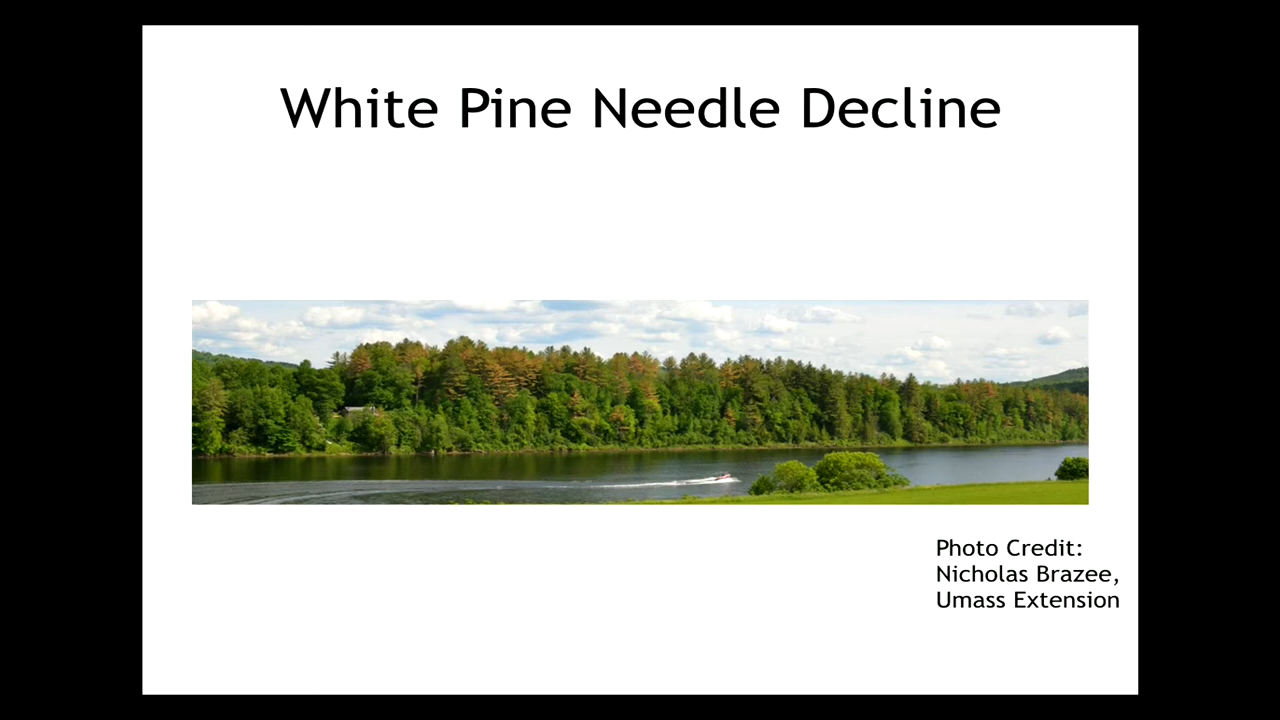 White Pine Needle Decline
Photo Credit:
Nicholas Brazee,
Umass Extension